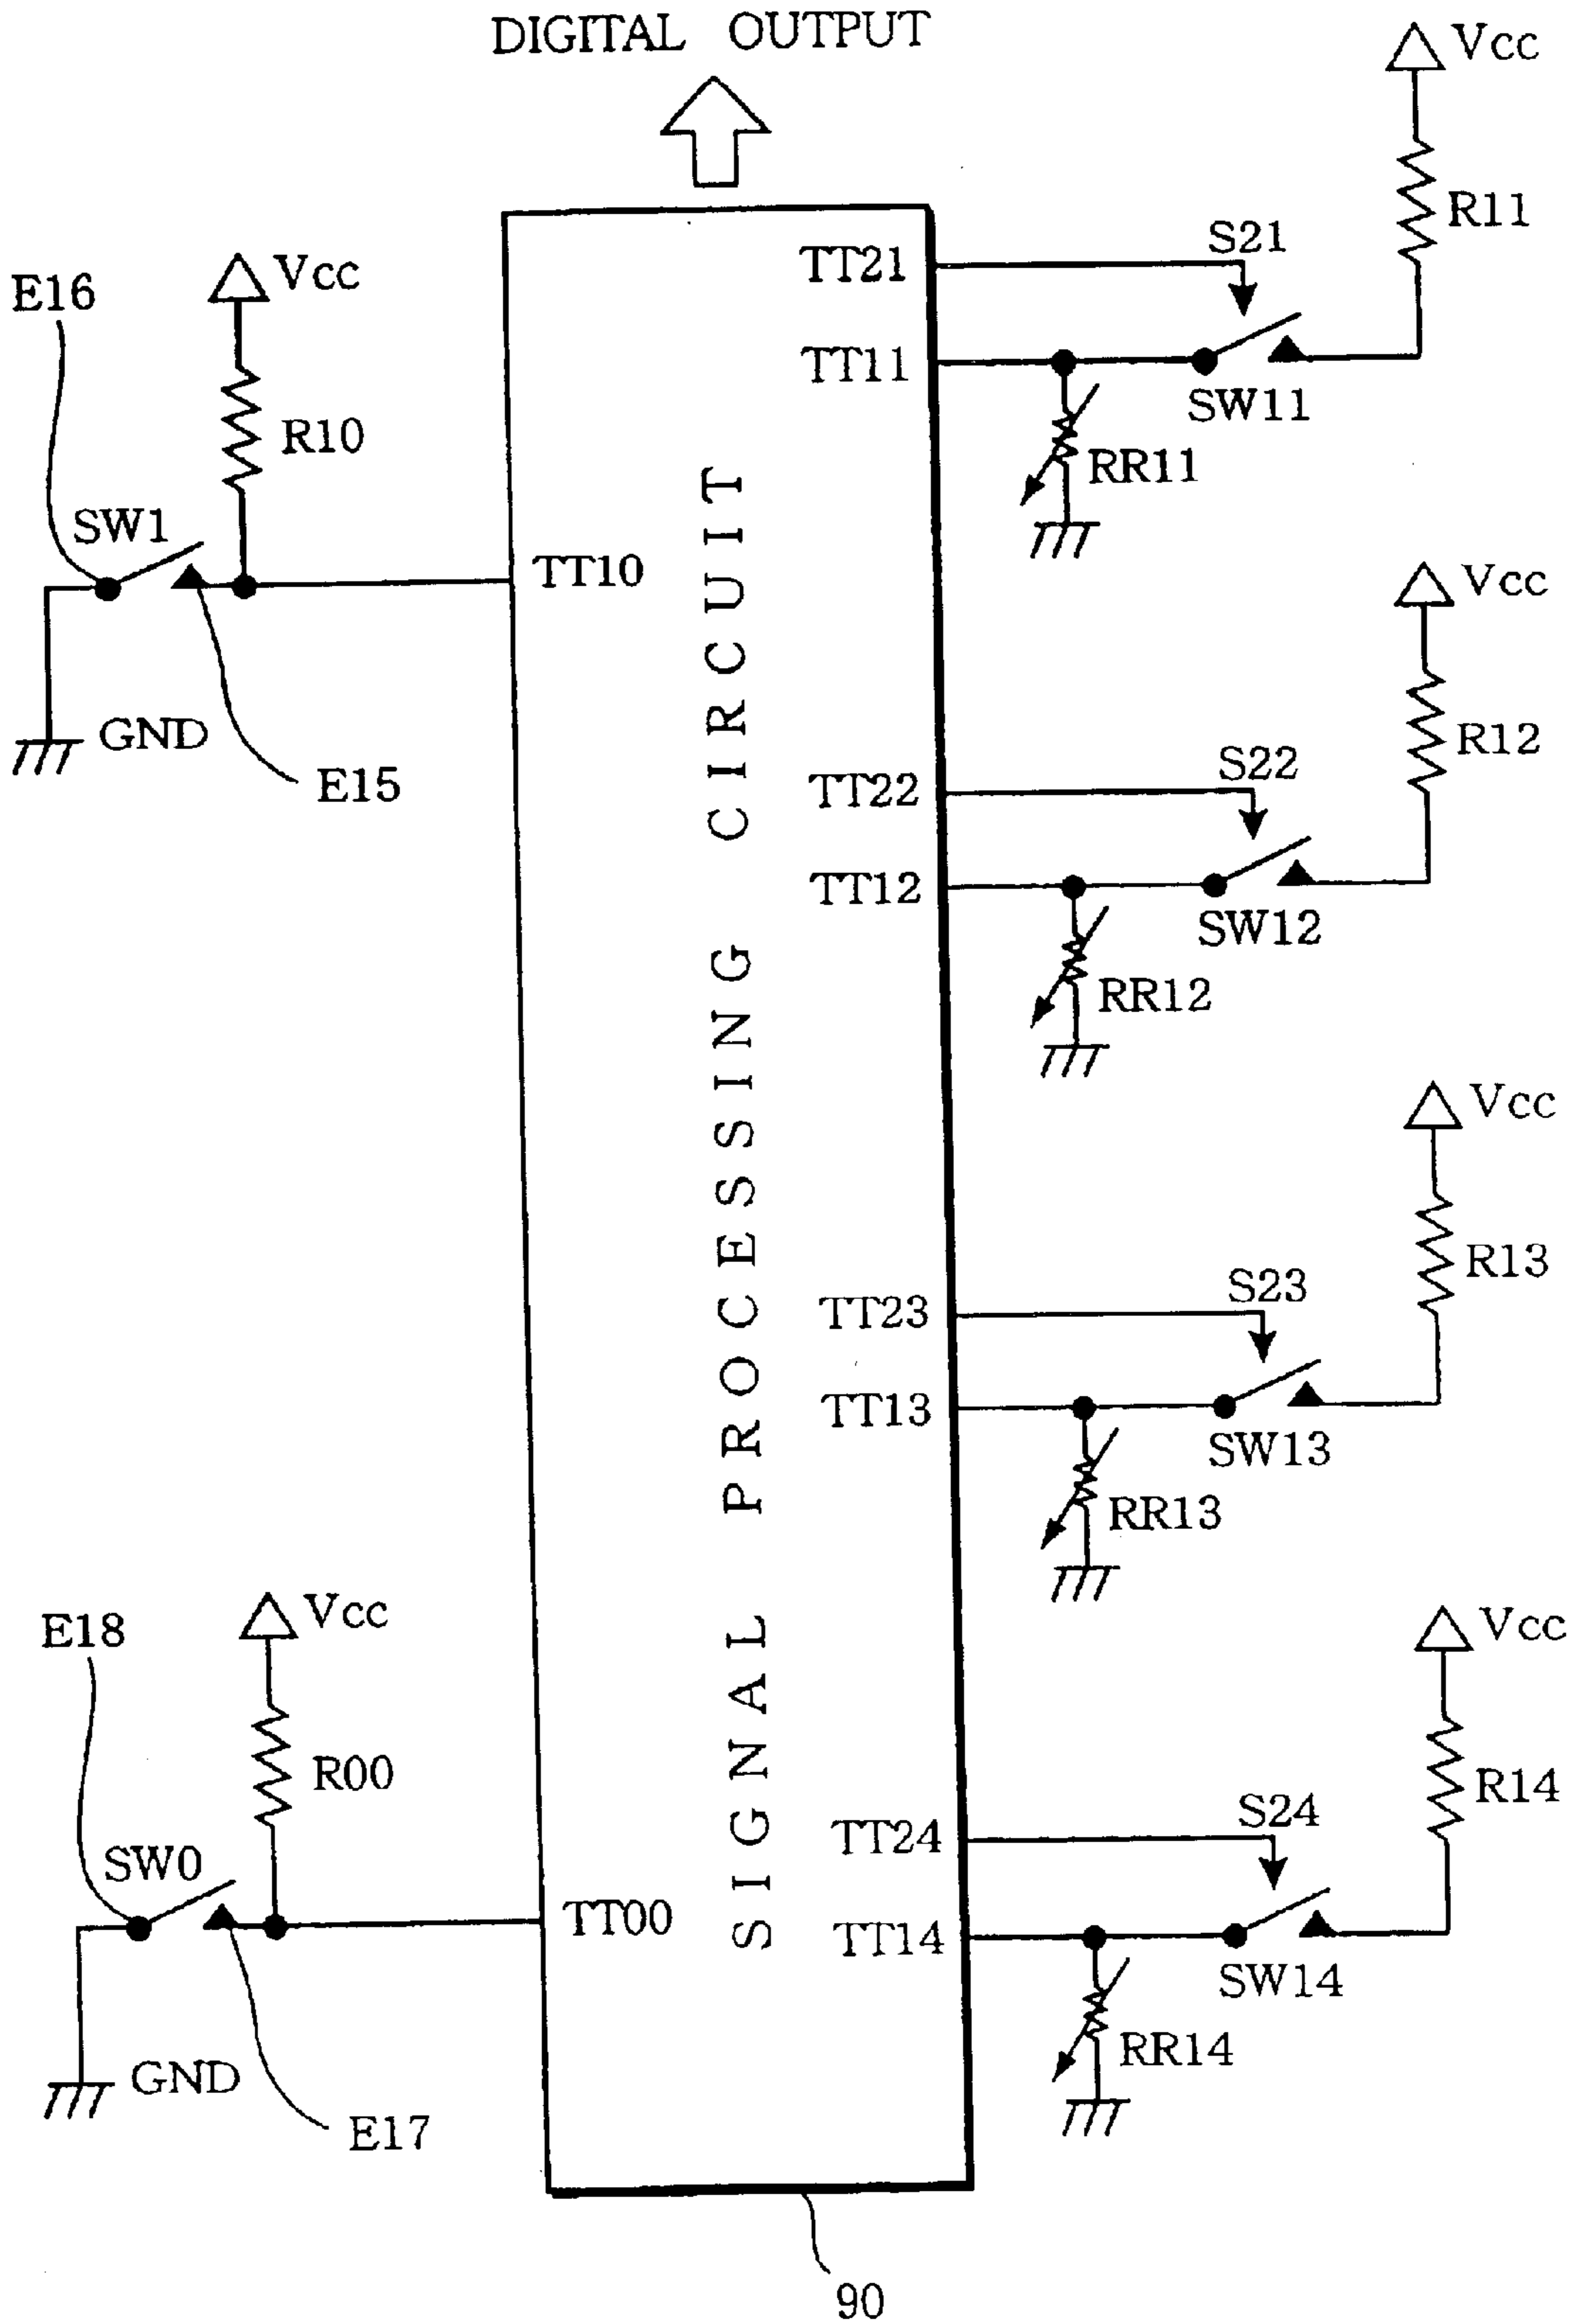 DIGITAL OUTPUT
Vcc
R11
S21
TT21
TT11
SW11
RR11
E16
Vcc
R10
SW1
TT10
GND
E15
Vcc
R12
S22
TT22
TT12
SW12
RR12
SIGNAL PROCESSING CIRCUIT
Vcc
R13
S23
TT23
TT13
SW13
RR13
E18
Vcc
R00
SW0
TT00
GND
E17
Vcc
R14
S24
TT24
TT14
SW14
RR14
90